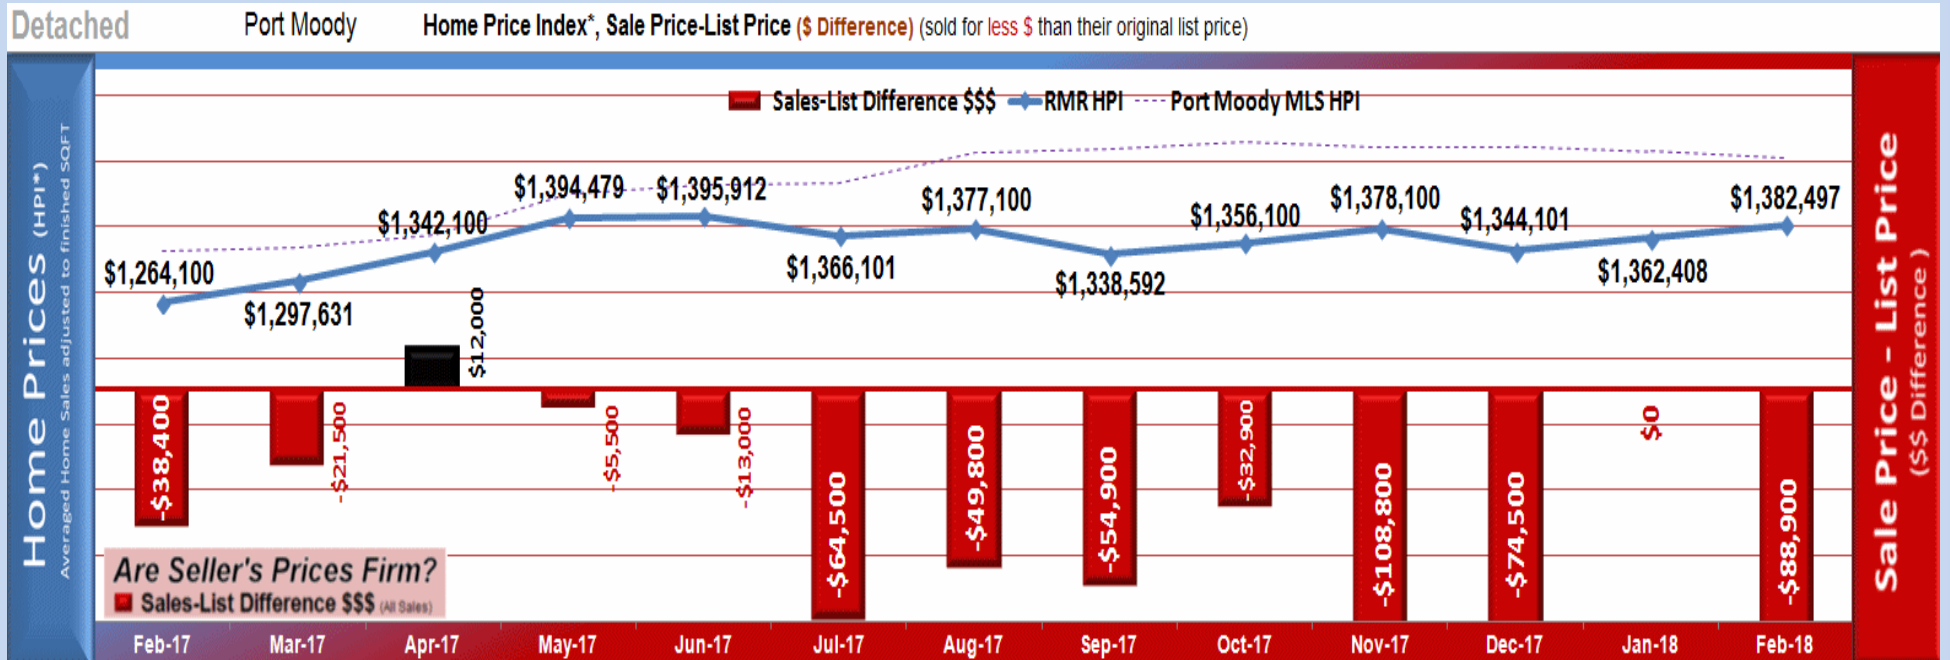 Detached Port Moody Home Price Index*, Sale Price-List Price ($ Difference) (sold for less $ than their original list price)
Home Prices (HPI*)
Averaged Home Sales adjusted to finished SQFT
Sales-List Difference $$$ RMR HPI Port Moody MLS HPI
$1,264,100
$1,297,631
$1,342,100
$1,394,479
$1,395,912
$1,366,101
$1,377,100
$1,338,592
$1,356,100
$1,378,100
$1,344,101
$1,362,408
$1,382,497
-$38,400
-$21,500
$12,000
-$5,500
-$13,000
-$64,500
-$49,800
-$54,900
-$32,900
-$108,800
-$74,500
$0
-$88,900
Are Seller's Prices Firm?
Sales-List Difference $$$ (All Sales)
Feb-17 Mar-17 Apr-17 May-17 Jun-17 Jul-17 Aug-17 Sep-17 Oct-17 Nov-17 Dec-17 Jan-18 Feb-18
Sale Price - List Price
($$ Difference )